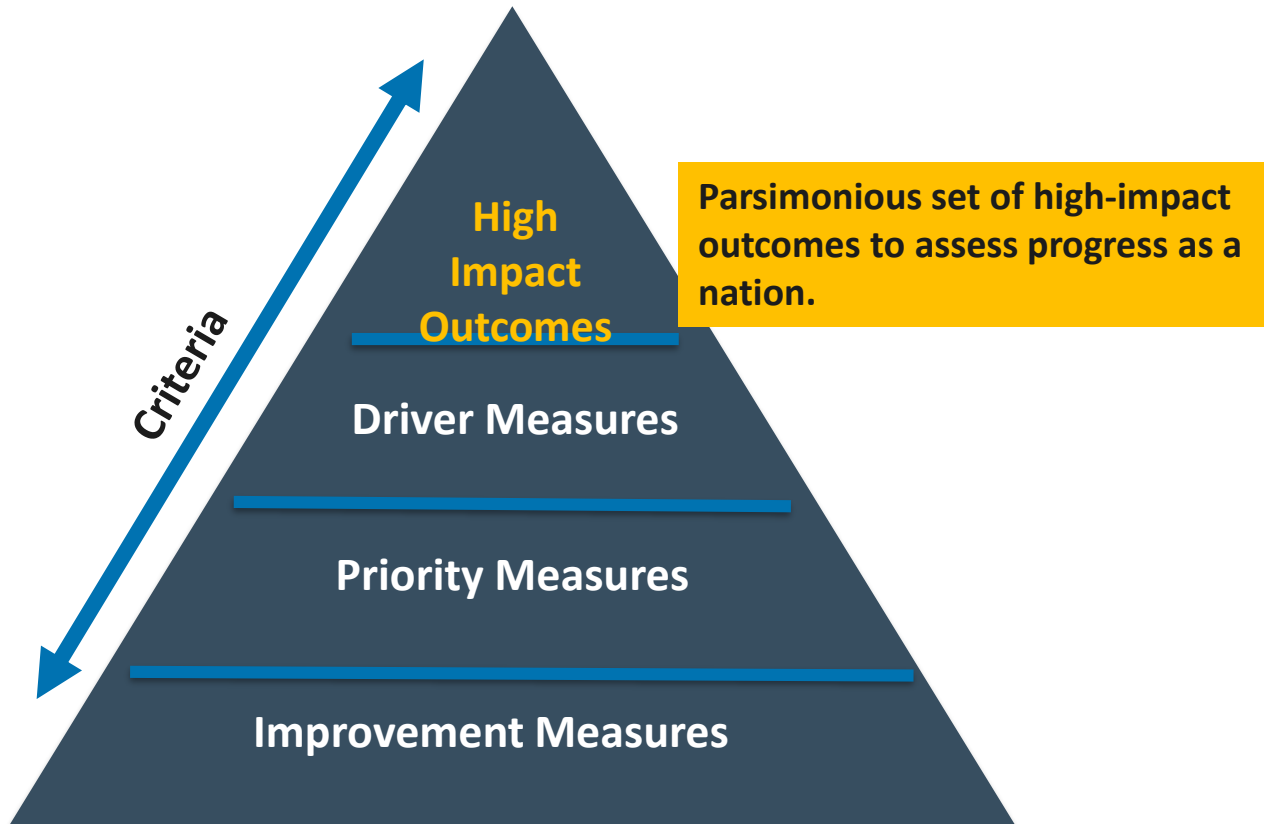 High
Impact
Outcomes
Parsimonious set of high-impact
outcomes to assess progress as a
nation.
Criteria
Driver Measures
Priority Measures
Improvement Measures